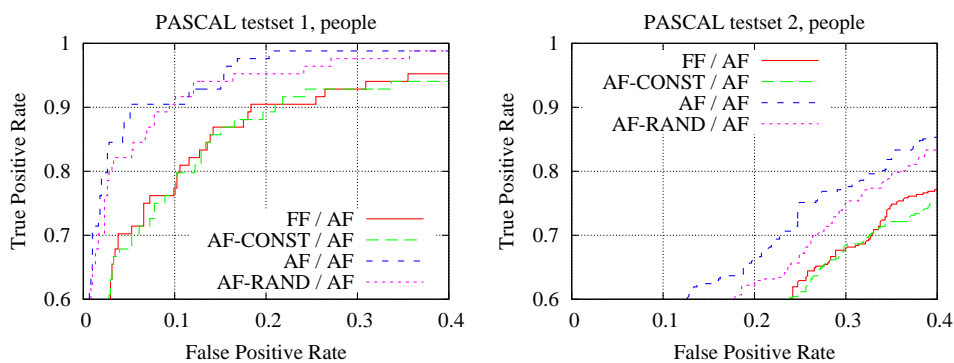 PASCAL testset 1, people
True Positive Rate
1
0.9
0.8
0.7
0.6
FF / AF
AF-CONST / AF
AF / AF
AF-RAND / AF
0 0.1 0.2 0.3 0.4
False Positive Rate
PASCAL testset 2, people
True Positive Rate
1
0.9
0.8
0.7
0.6
FF / AF
AF-CONST / AF
AF / AF
AF-RAND / AF
0 0.1 0.2 0.3 0.4
False Positive Rate